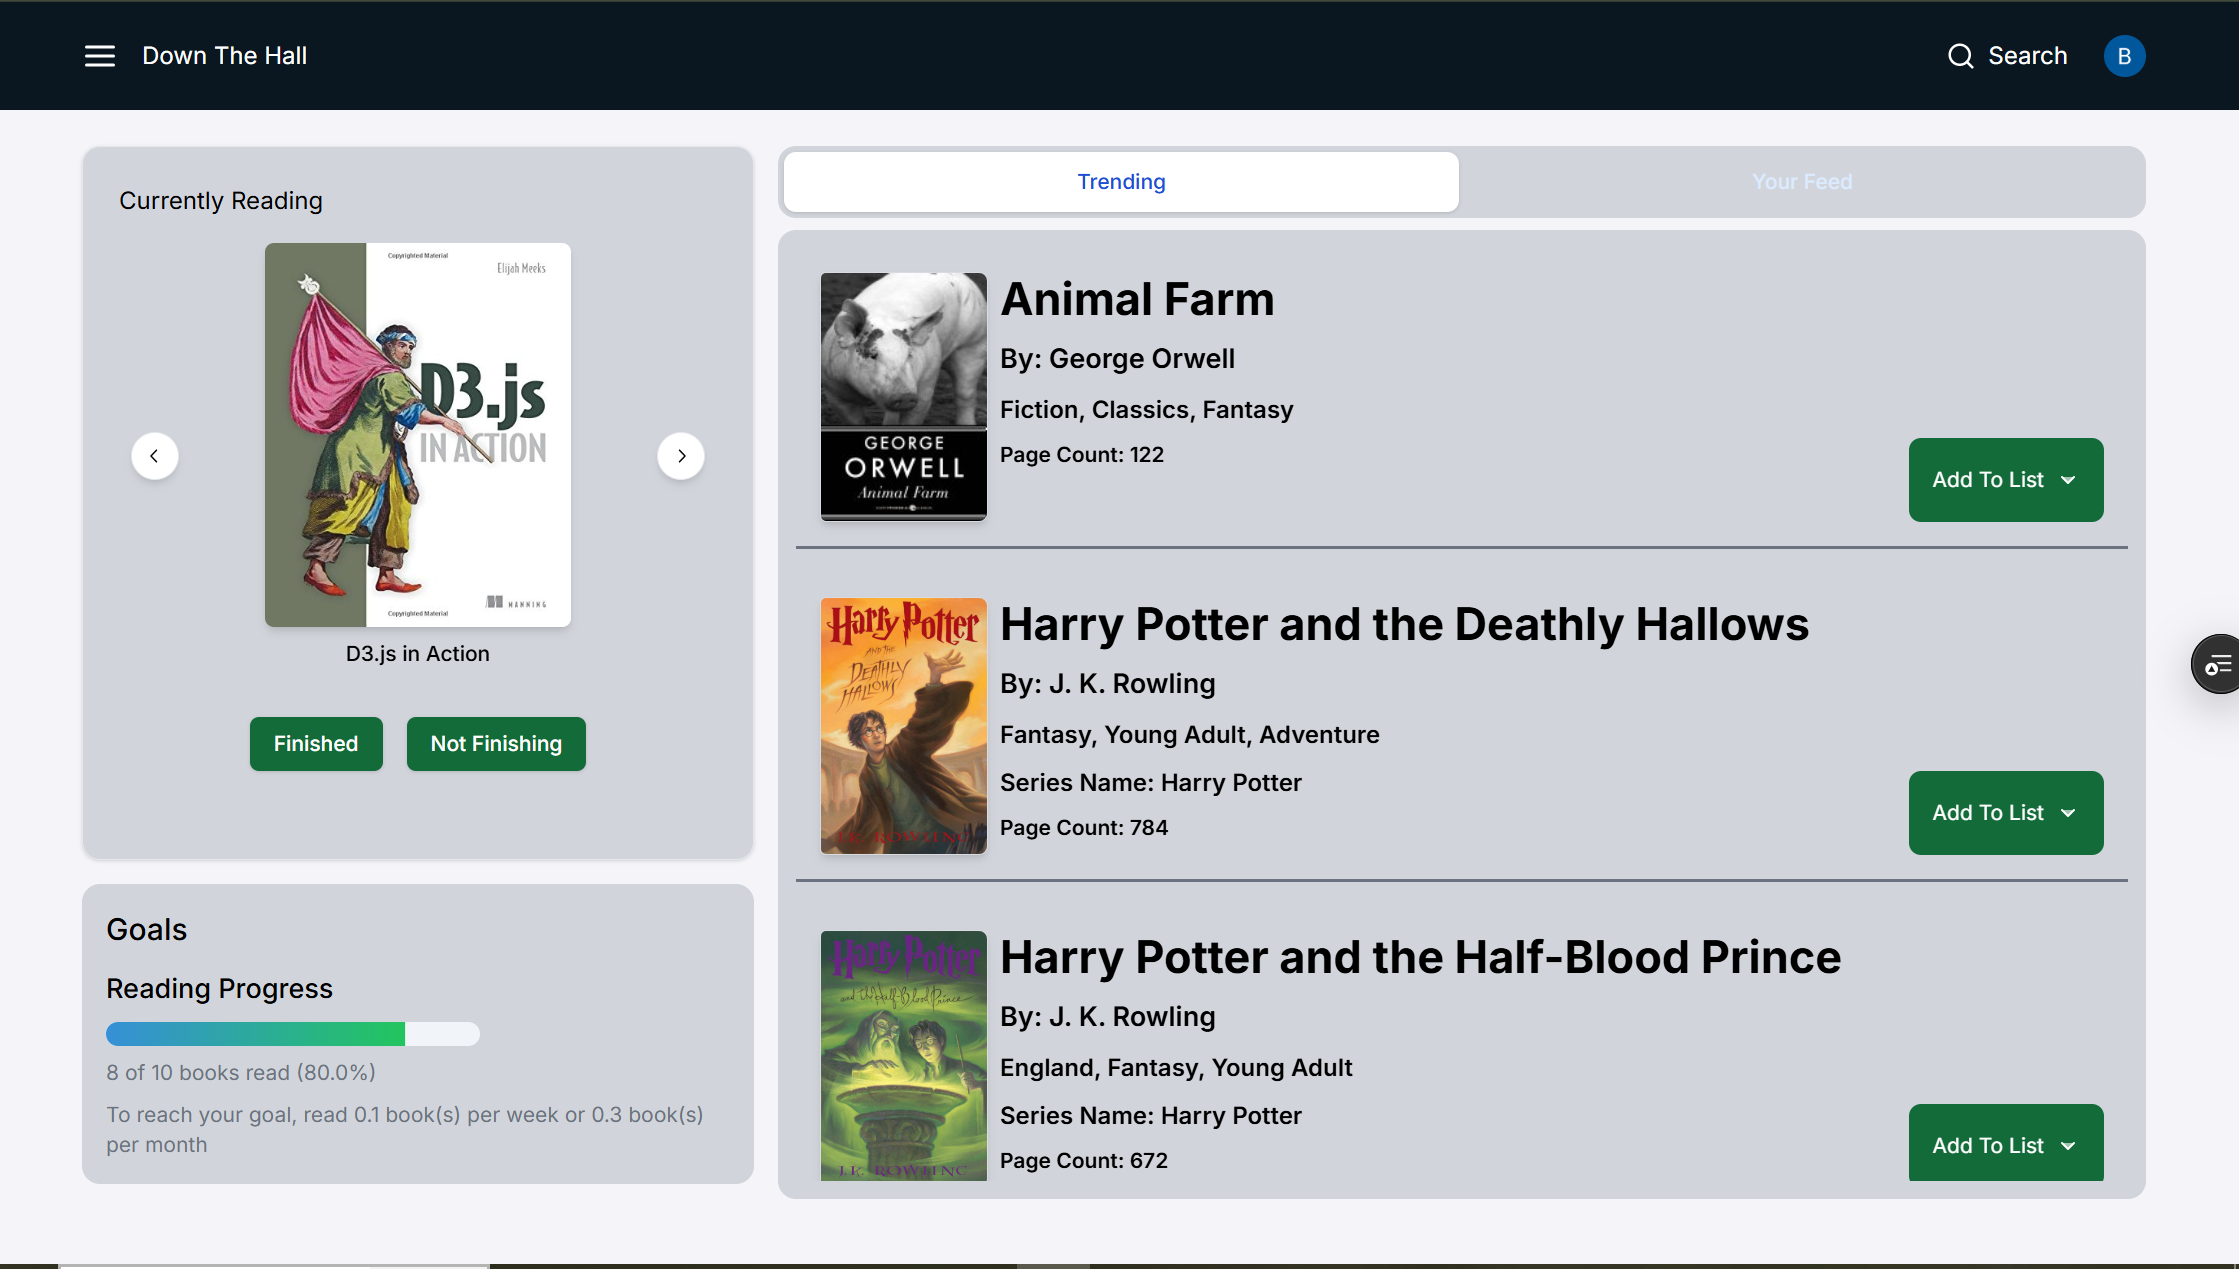 Down The Hall
Search
B
Currently Reading
Copyrighted Material
Elijah Meeks
D3.js
IN ACTION
MANNING
Copyrighted Material
D3.js in Action
Finished
Not Finishing
Goals
Reading Progress
8 of 10 books read (80.0%)
To reach your goal, read 0.1 book(s) per week or 0.3 book(s)
per month
Trending
Your Feed
GEORGE
ORWELL
Animal Farm
Animal Farm
By: George Orwell
Fiction, Classics, Fantasy
Page Count: 122
Add To List
Harry Potter
AND THE
DEATHLY
HALLOWS
J.K. ROWLING
Harry Potter and the Deathly Hallows
By: J. K. Rowling
Fantasy, Young Adult, Adventure
Series Name: Harry Potter
Page Count: 784
Add To List
Harry Potter
and the Half-Blood Prince
J.K. ROWLING
Harry Potter and the Half-Blood Prince
By: J. K. Rowling
England, Fantasy, Young Adult
Series Name: Harry Potter
Page Count: 672
Add To List